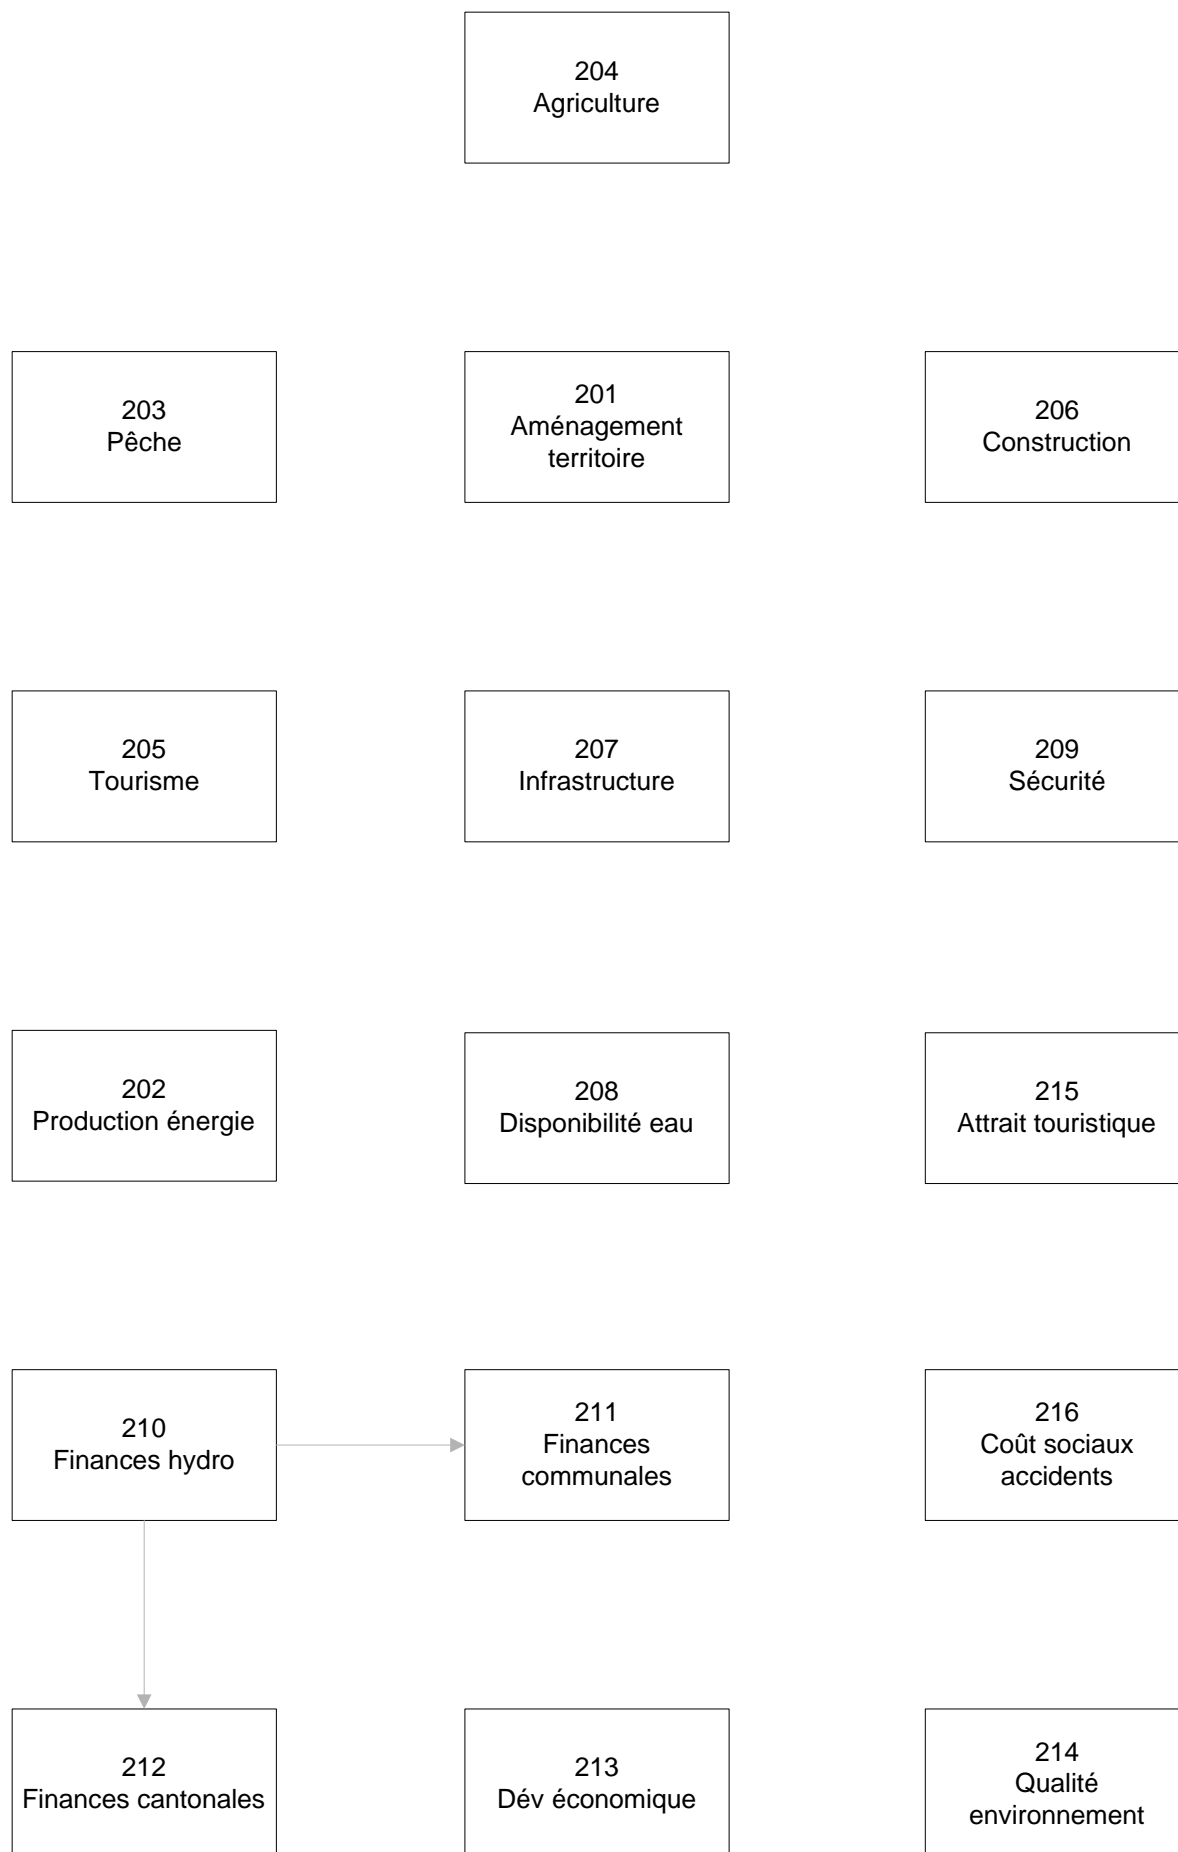 204
Agriculture
203
Pêche
201
Aménagement
territoire
206
Construction
205
Tourisme
207
Infrastructure
209
Sécurité
202
Production énergie
208
Disponibilité eau
215
Attrait touristique
210
Finances hydro
211
Finances
communales
216
Coût sociaux
accidents
212
Finances cantonales
213
Dév économique
214
Qualité
environnement